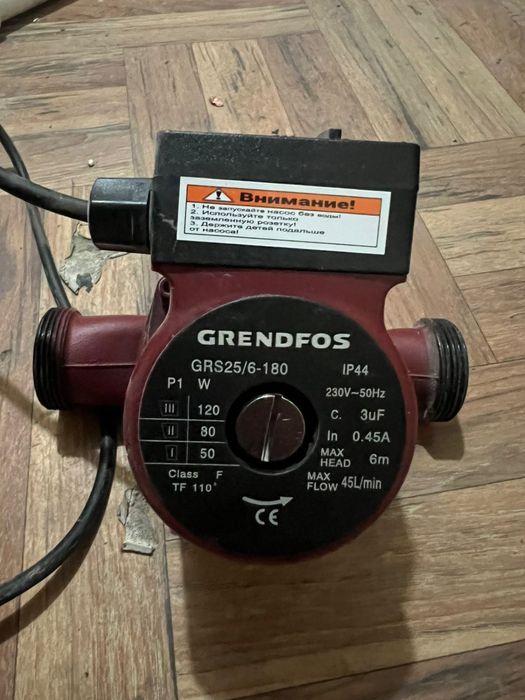 Внимание!
1. Не запускайте насос без воды!
2. Используйте только
заземленную розетку!
3. Держите детей подальше
от насоса!
GRENDFOS
GRS25/6-180
IP44
P1 W
230V~50Hz
III 120
C. 3uF
II 80
In 0.45A
I 50
MAX HEAD 6m
Class F
TF 110°
MAX FLOW 45L/min
CE